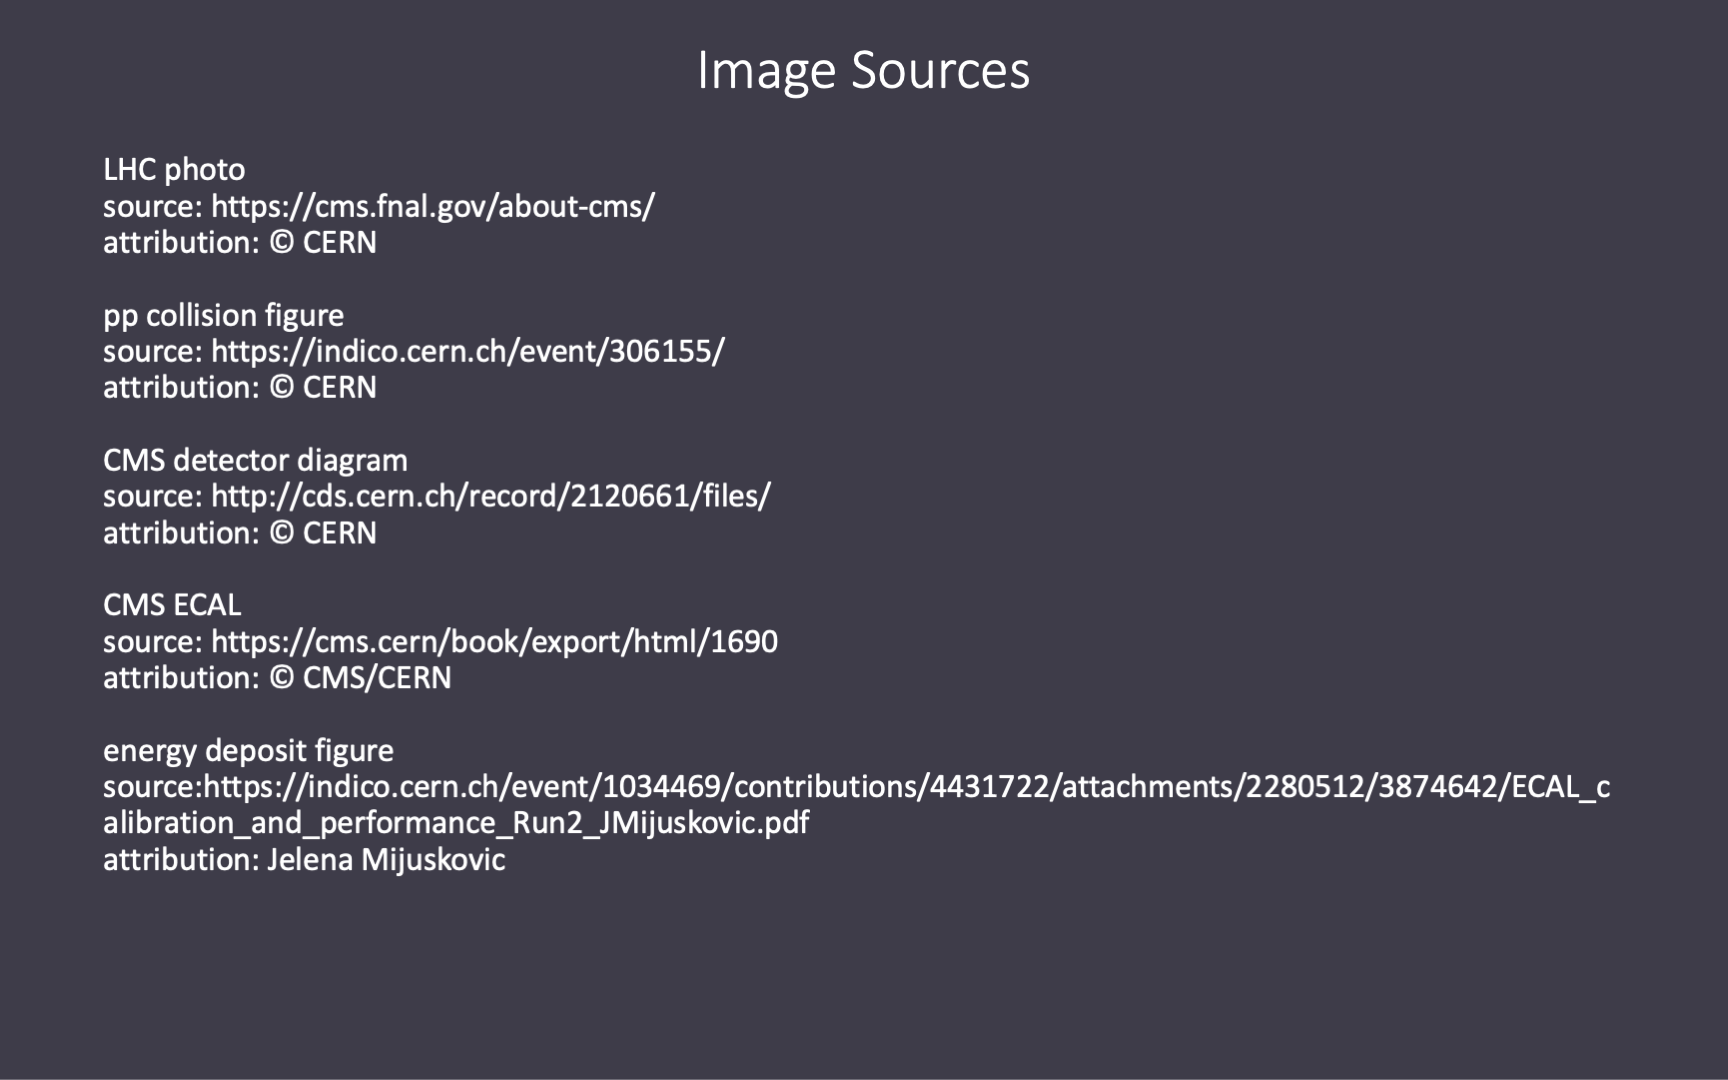 Image Sources
LHC photo
source: https://cms.fnal.gov/about-cms/
attribution: © CERN
pp collision figure
source: https://indico.cern.ch/event/306155/
attribution: © CERN
CMS detector diagram
source: http://cds.cern.ch/record/2120661/files/
attribution: © CERN
CMS ECAL
source: https://cms.cern/book/export/html/1690
attribution: © CMS/CERN
energy deposit figure
source:https://indico.cern.ch/event/1034469/contributions/4431722/attachments/2280512/3874642/ECAL_c
alibration_and_performance_Run2_JMijuskovic.pdf
attribution: Jelena Mijuskovic